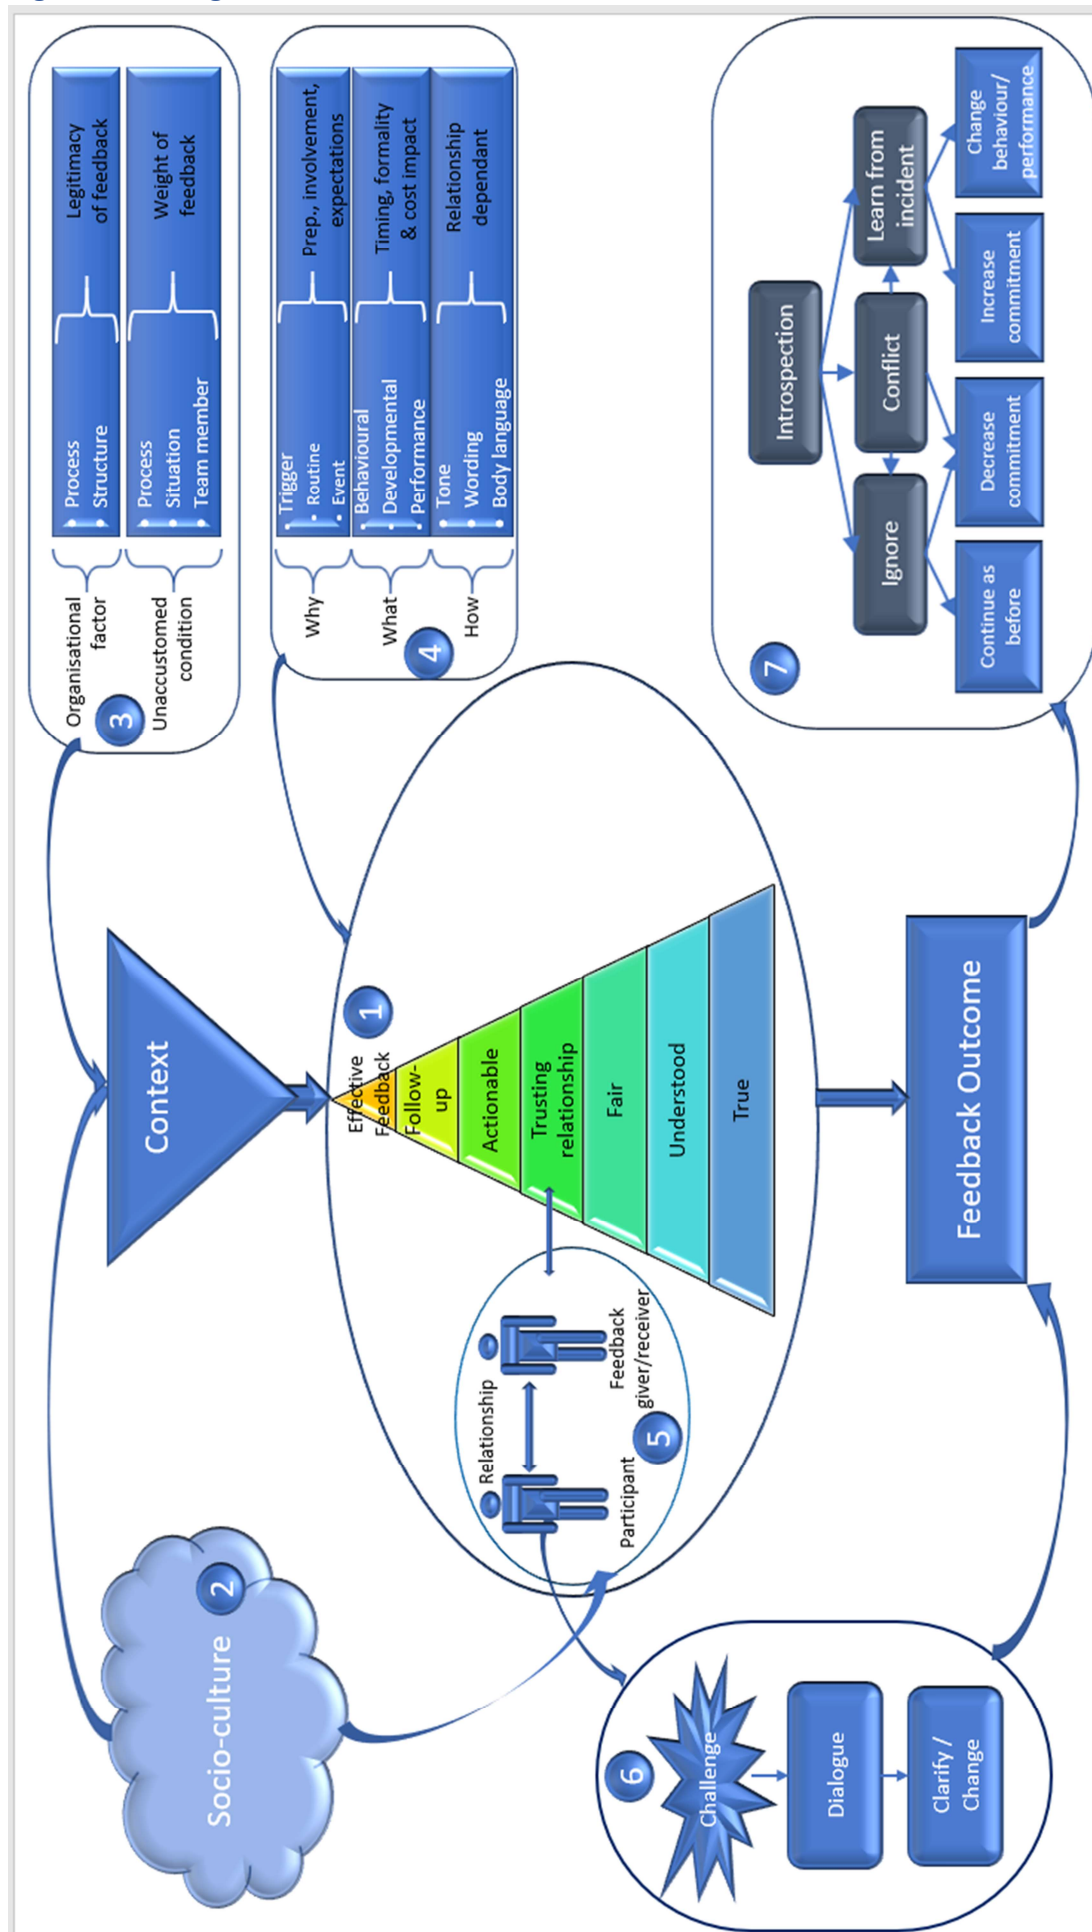 Socio-culture
2
Context
3
Organisational
factor
• Process
• Structure
Legitimacy
of feedback
Unaccustomed
condition
• Process
• Situation
• Team member
Weight of
feedback
4
Why
• Trigger
• Routine
• Event
Prep., involvement,
expectations
What
• Behavioural
• Developmental
• Performance
Timing, formality
& cost impact
How
• Tone
• Wording
• Body language
Relationship
dependant
1
Effective
Feedback
Follow-
up
Actionable
Trusting
relationship
Fair
Understood
True
Relationship
Participant
Feedback
giver/receiver
5
6
Challenge
Dialogue
Clarify /
Change
Feedback Outcome
7
Introspection
Ignore
Conflict
Learn from
incident
Continue as
before
Decrease
commitment
Increase
commitment
Change
behaviour/
performance